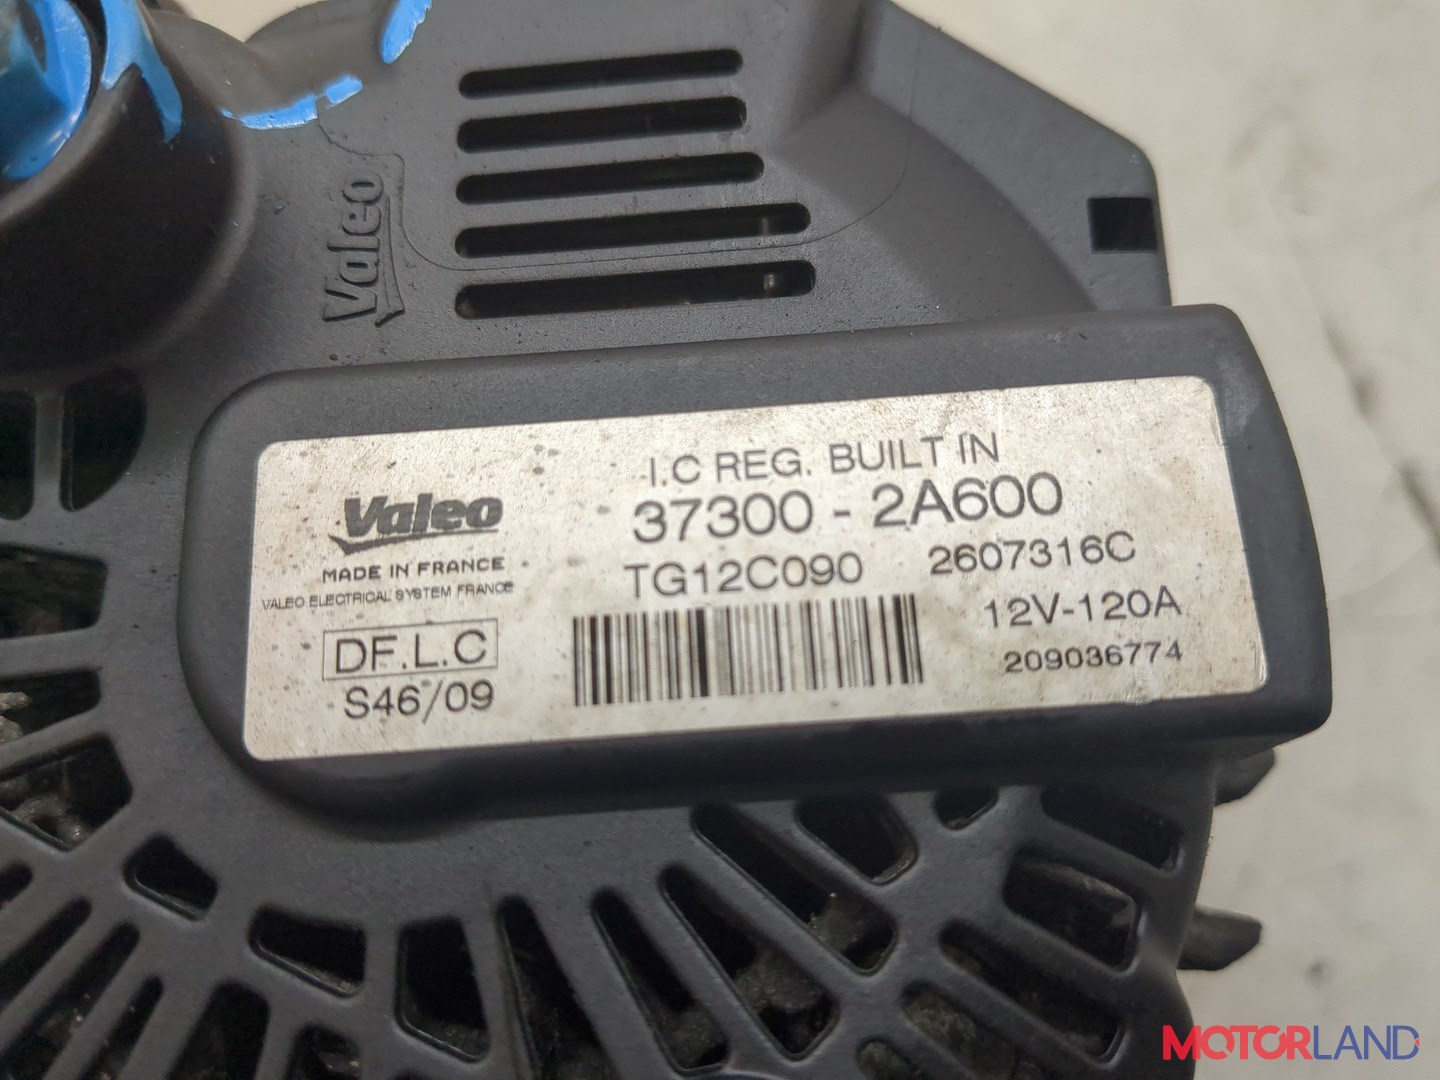 Valeo
I.C REG. BUILT IN
37300 - 2A600
Valeo
MADE IN FRANCE
VALEO ELECTRICAL SYSTEM FRANCE
TG12C090 2607316C
12V-120A
DF.L.C
209036774
S46/09
MOTORLAND